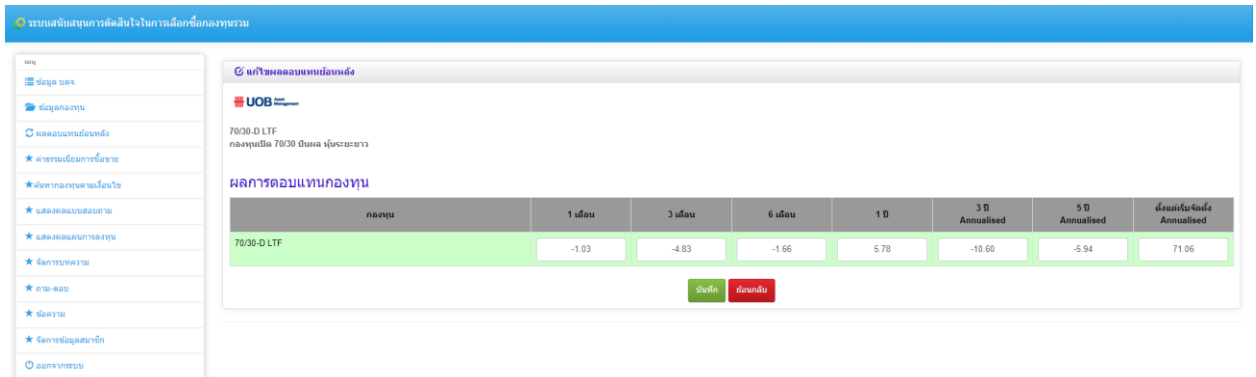 ระบบสนับสนุนการตัดสินใจในการเลือกซื้อกองทุนรวม
เมนู
ข้อมูล บลจ.
ข้อมูลกองทุน
ผลตอบแทนย้อนหลัง
ค่าธรรมเนียมการซื้อขาย
ค้นหากองทุนตามเงื่อนไข
แสดงผลแบบสอบถาม
แสดงผลแผนการลงทุน
จัดการบทความ
ถาม-ตอบ
ข้อความ
จัดการข้อมูลสมาชิก
ออกจากระบบ
แก้ไขผลตอบแทนย้อนหลัง
UOB Asset Management
70/30-D LTF
กองทุนเปิด 70/30 ปันผล หุ้นระยะยาว
ผลการตอบแทนกองทุน
กองทุน 1 เดือน 3 เดือน 6 เดือน 1 ปี 3 ปี Annualised 5 ปี Annualised ตั้งแต่เริ่มจัดตั้ง Annualised
70/30-D LTF -1.03 -4.83 -1.66 5.78 -10.60 -5.94 71.06
บันทึก ย้อนกลับ